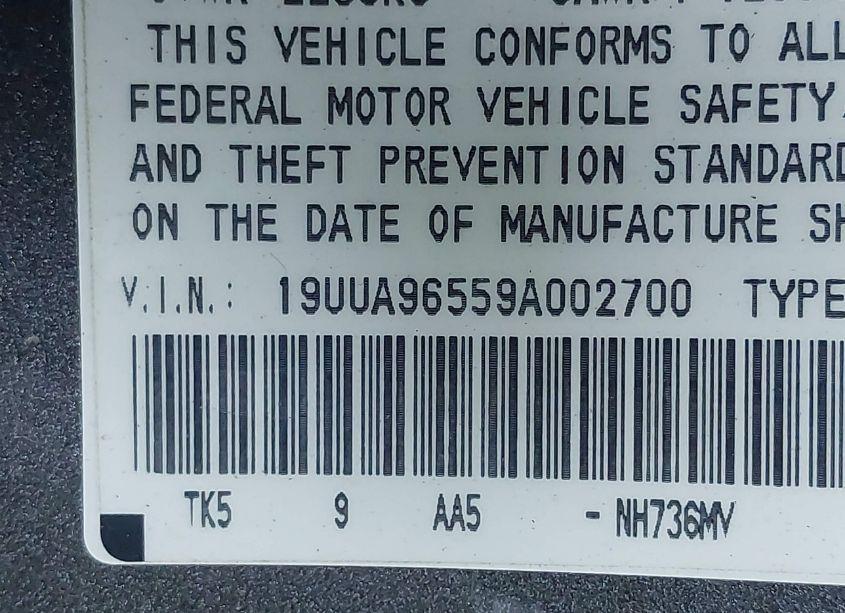 THIS VEHICLE CONFORMS TO ALL
FEDERAL MOTOR VEHICLE SAFETY,
AND THEFT PREVENTION STANDARD
ON THE DATE OF MANUFACTURE SH
V.I.N.: 19UUA96559A002700 TYPE
TK5 9 AA5 - NH736MV